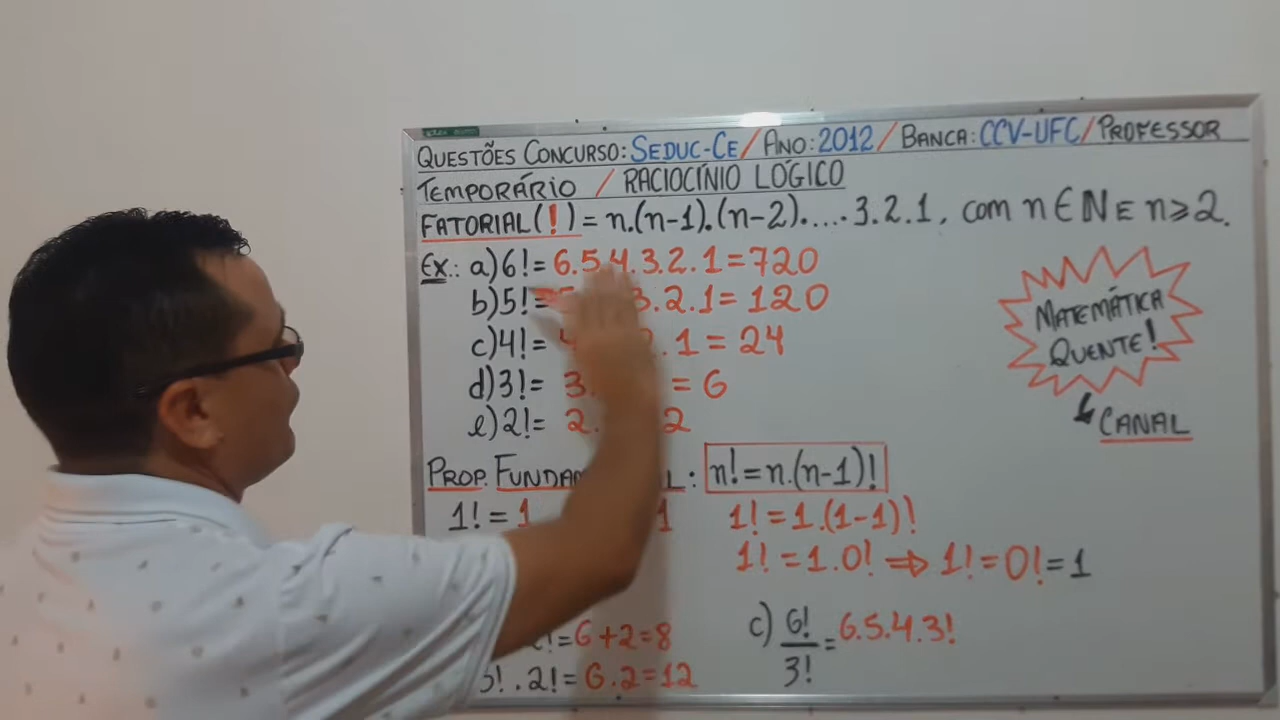 QUESTÕES CONCURSO: SEDUC-CE / ANO: 2012 / BANCA: CCV-UFC / PROFESSOR
TEMPORÁRIO / RACIOCÍNIO LÓGICO
FATORIAL (!) = n.(n-1).(n-2)....3.2.1, com n ∈ N E n ⩾ 2.
Ex.: a) 6! = 6.5.4.3.2.1 = 720
b) 5! = 3.2.1 = 120
c) 4! = .1 = 24
d) 3! = 3. = 6
e) 2! = 2. 2
MATEMÁTICA
QUENTE!
CANAL
PROP. : n! = n.(n-1)!
1! = 1 1 1! = 1.(1-1)!
1! = 1.0! ⇒ 1! = 0! = 1
2! = 6+2 = 8
3! . 2! = 6.2 = 12
c) 6!/3! = 6.5.4.3!